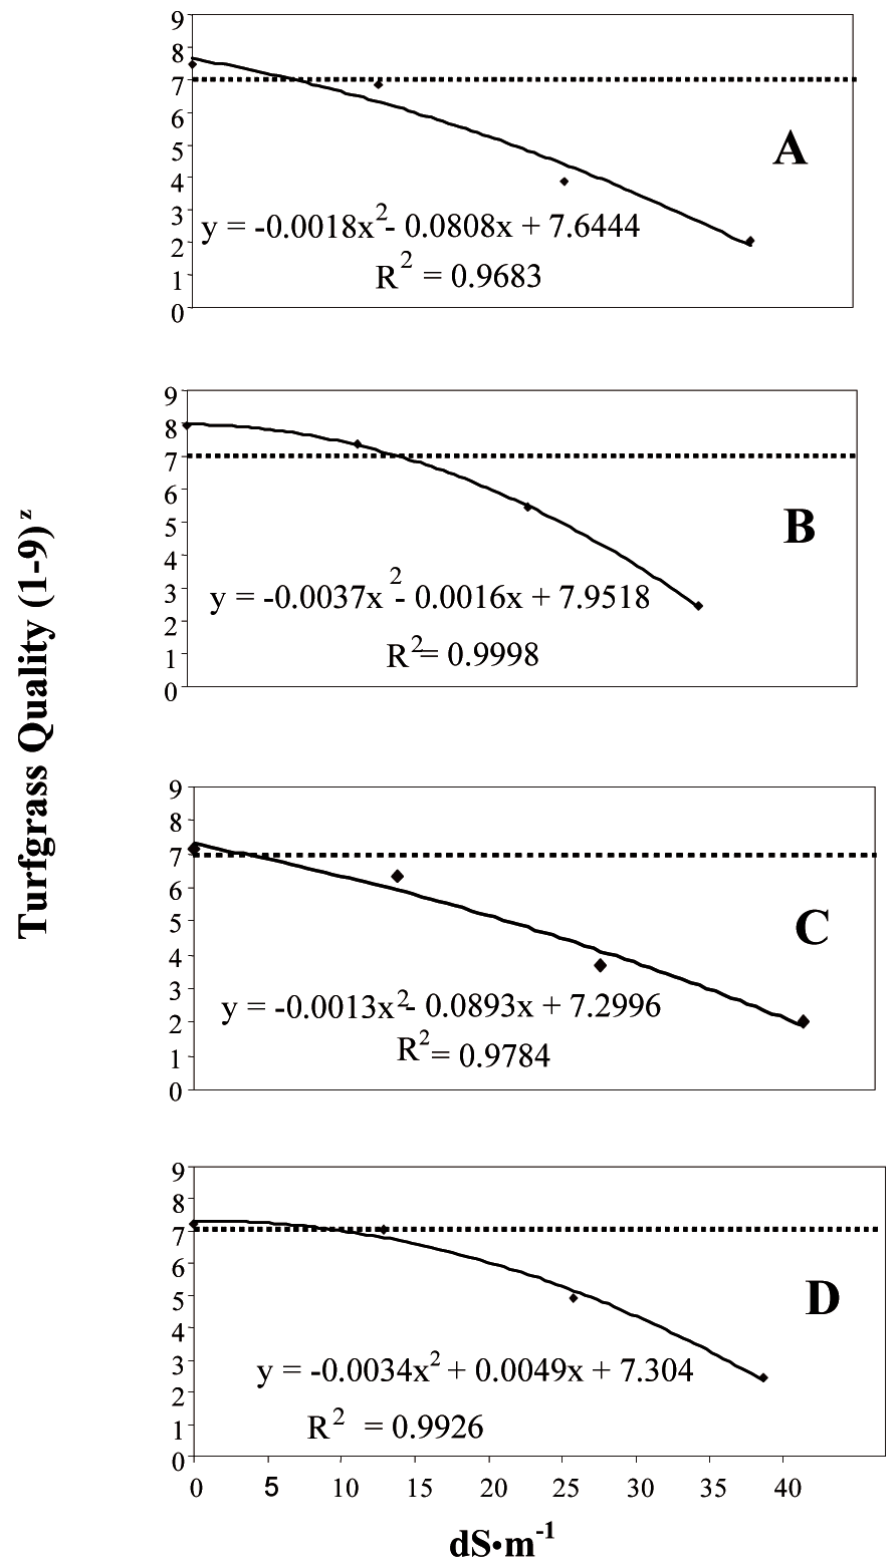 Turfgrass Quality (1-9)ᶻ
9
8
7
6
5
4
3
2
1
0
A
y = -0.0018x²- 0.0808x + 7.6444
R² = 0.9683
9
8
7
6
5
4
3
2
1
0
B
y = -0.0037x²- 0.0016x + 7.9518
R²= 0.9998
9
8
7
6
5
4
3
2
1
0
C
y = -0.0013x²- 0.0893x + 7.2996
R²= 0.9784
9
8
7
6
5
4
3
2
1
0
D
y = -0.0034x² + 0.0049x + 7.304
R² = 0.9926
0 5 10 15 20 25 30 35 40
dS•m⁻¹